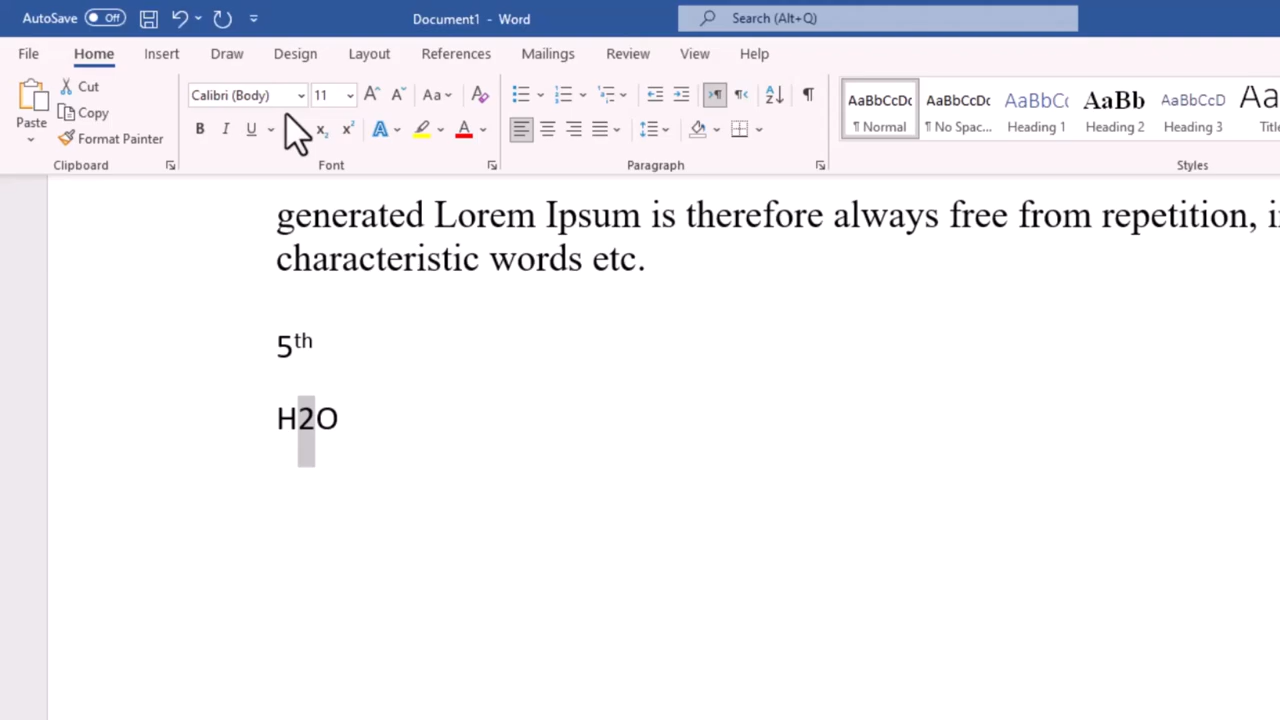 AutoSave Off Document1 - Word Search (Alt+Q)
File Home Insert Draw Design Layout References Mailings Review View Help
Paste
Cut
Copy
Format Painter
Clipboard
Calibri (Body) 11 Aa
B I U x² A A
Font
Paragraph
AaBbCcDc AaBbCcDc AaBbCc AaBb AaBbCcD
¶ Normal ¶ No Spac... Heading 1 Heading 2 Heading 3
Styles
generated Lorem Ipsum is therefore always free from repetition,
characteristic words etc.
5th
H2O